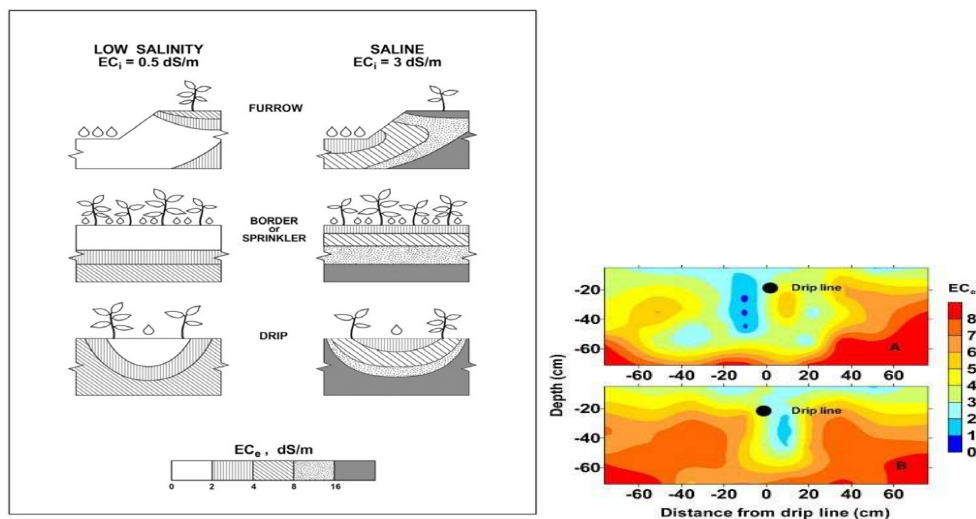 LOW SALINITY
ECi = 0.5 dS/m
SALINE
ECi = 3 dS/m
FURROW
BORDER
or
SPRINKLER
DRIP
ECe , dS/m
0 2 4 8 16
-60 -40 -20 0 20 40 60
-20
-40
-60
Drip line
A
-20
-40
-60
Drip line
B
-60 -40 -20 0 20 40 60
Depth (cm)
Distance from drip line (cm)
ECe
8
7
6
5
4
3
2
1
0